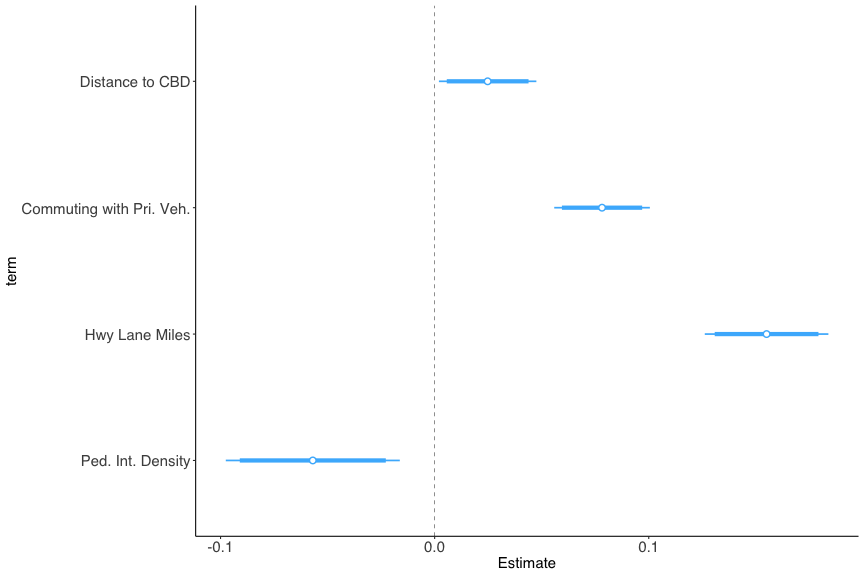 Distance to CBD
Commuting with Pri. Veh.
term
Hwy Lane Miles
Ped. Int. Density
-0.1 0.0 0.1
Estimate